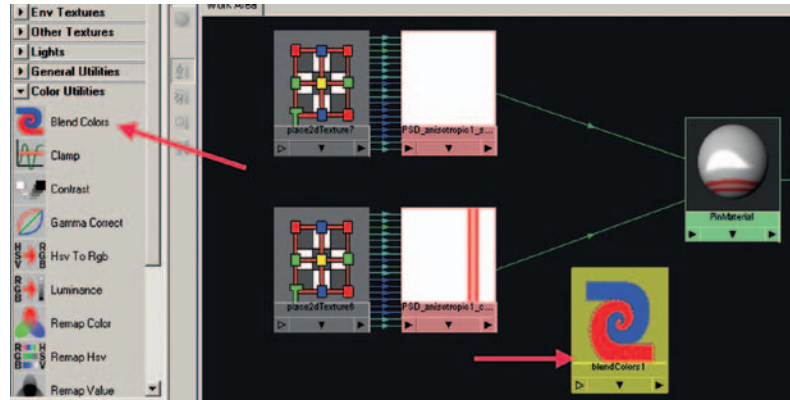 Work Area
Env Textures
Other Textures
Lights
General Utilities
Color Utilities
Blend Colors
Clamp
Contrast
Gamma Correct
H S V R G B Hsv To Rgb
R G B Luminance
Remap Color
R G B H S V Remap Hsv
Remap Value
place2dTexture7
PSD_anisotropic1_s...
PinMaterial
place2dTexture6
PSD_anisotropic1_c...
blendColors1